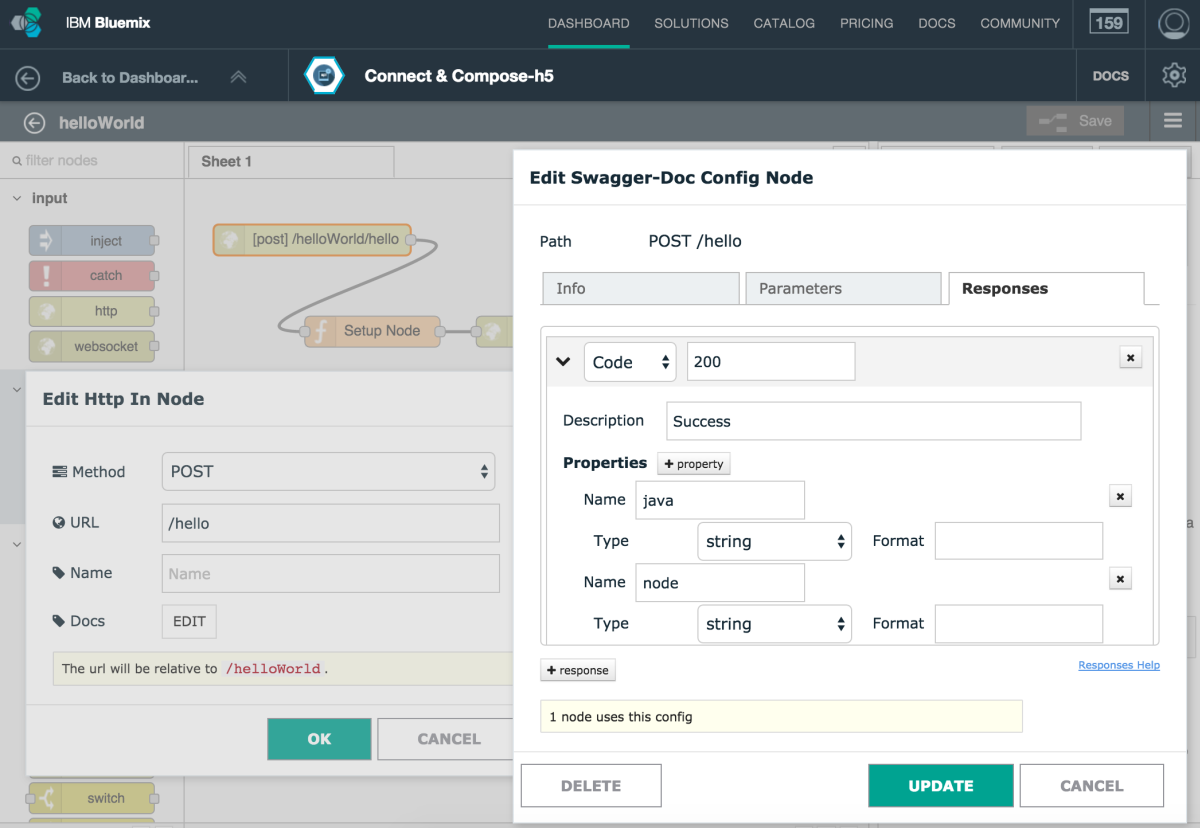 IBM Bluemix
DASHBOARD
SOLUTIONS
CATALOG
PRICING
DOCS
COMMUNITY
159
Back to Dashboar...
Connect & Compose-h5
DOCS
helloWorld
Save
filter nodes
Sheet 1
input
inject
catch
http
websocket
[post] /helloWorld/hello
Setup Node
Edit Http In Node
Method
POST
URL
/hello
Name
Name
Docs
EDIT
The url will be relative to /helloWorld.
OK
CANCEL
switch
Edit Swagger-Doc Config Node
Path
POST /hello
Info
Parameters
Responses
Code
200
Description
Success
Properties
+ property
Name
java
Type
string
Format
Name
node
Type
string
Format
+ response
Responses Help
1 node uses this config
DELETE
UPDATE
CANCEL